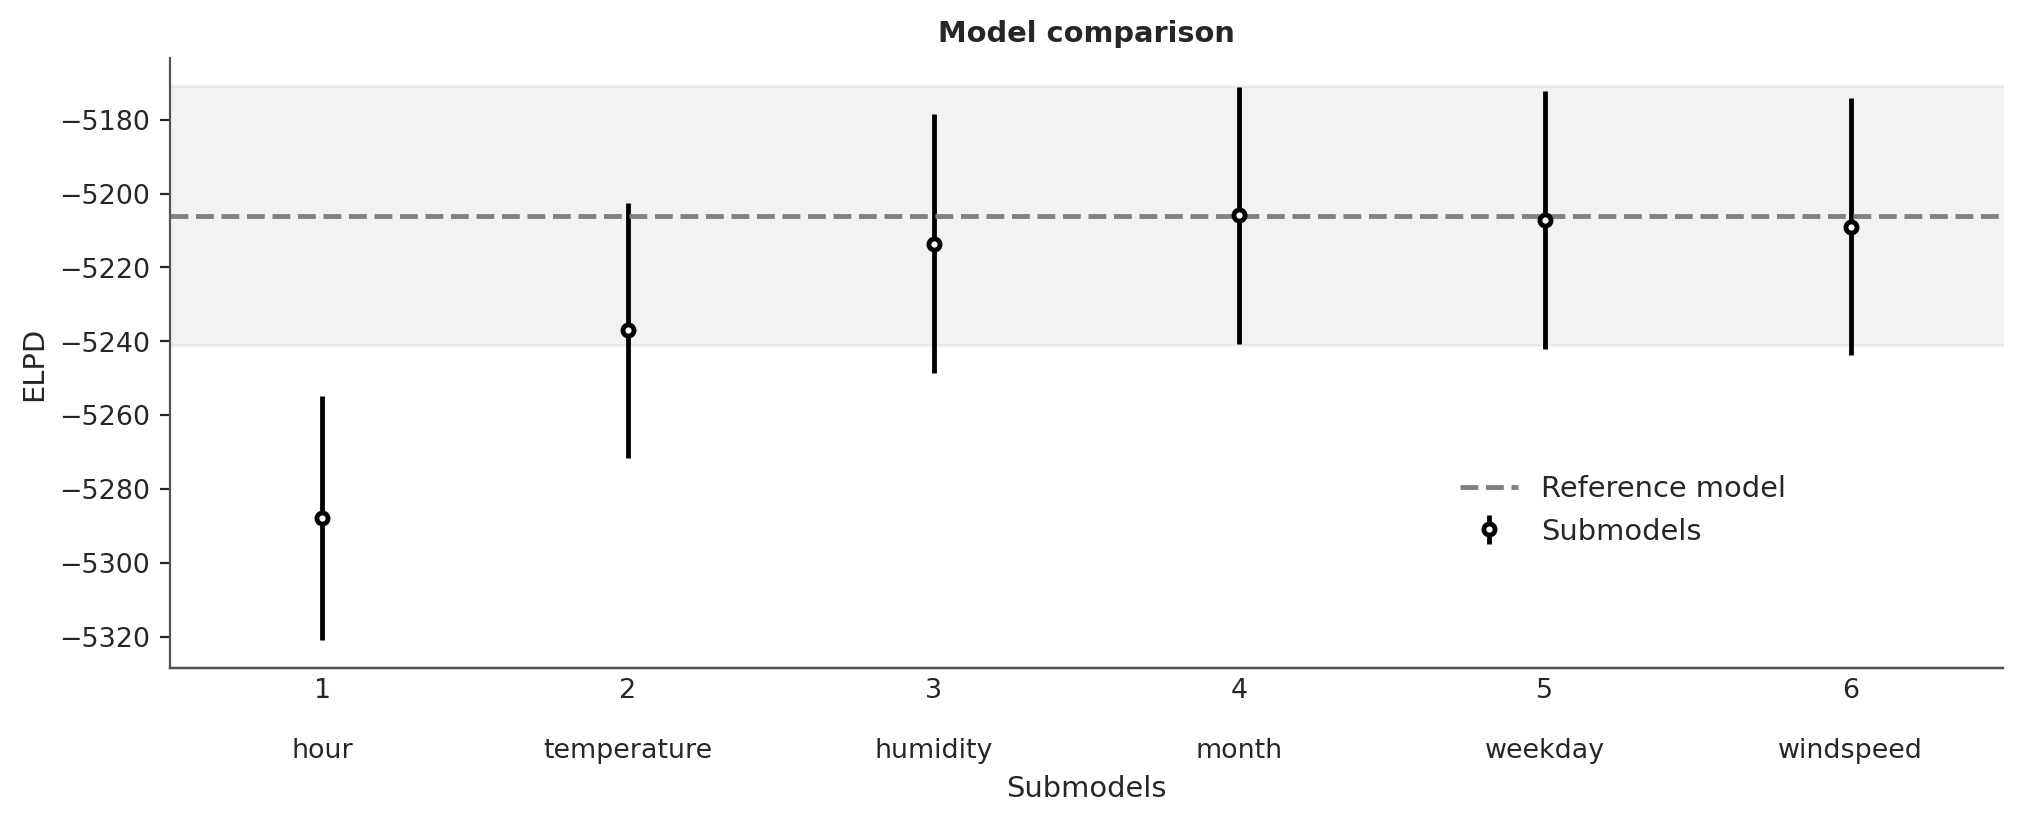 Model comparison
−5180
−5200
−5220
−5240
−5260
−5280
−5300
−5320
ELPD
Reference model
Submodels
1 2 3 4 5 6
hour temperature humidity month weekday windspeed
Submodels